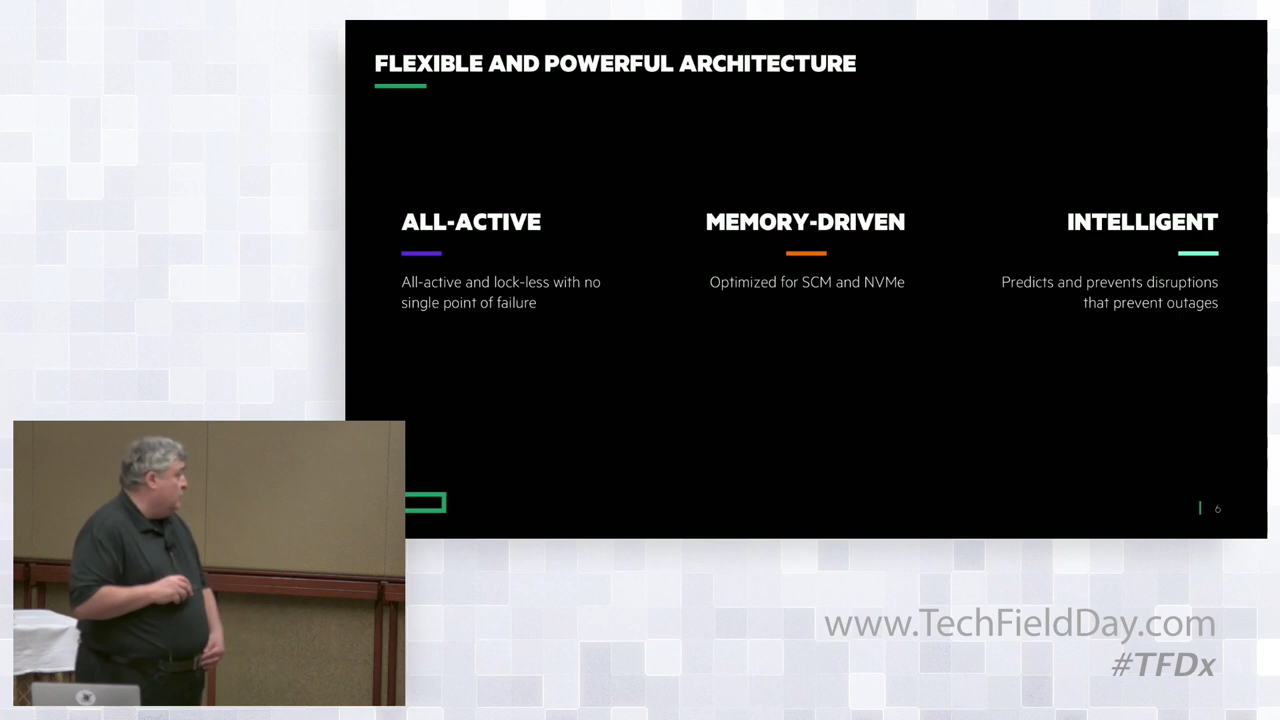 FLEXIBLE AND POWERFUL ARCHITECTURE
ALL-ACTIVE
All-active and lock-less with no
single point of failure
MEMORY-DRIVEN
Optimized for SCM and NVMe
INTELLIGENT
Predicts and prevents disruptions
that prevent outages
6
www.TechFieldDay.com
#TFDx